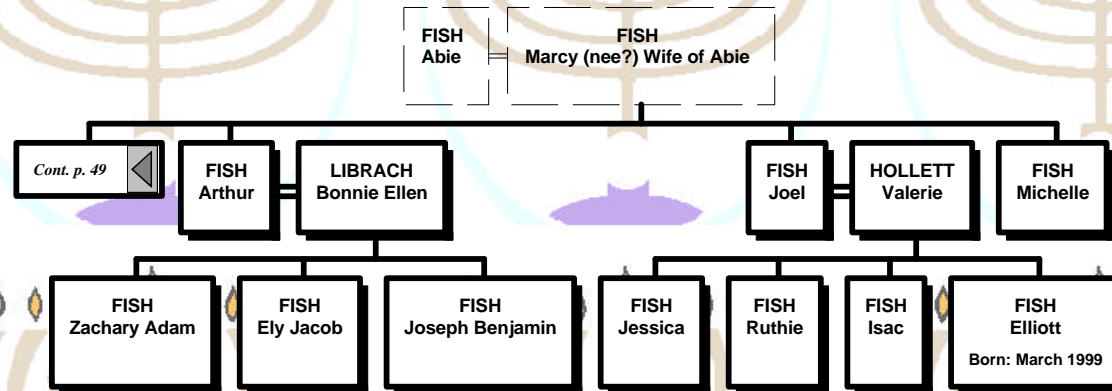 FISH
Abie
FISH
Marcy (nee?) Wife of Abie
Cont. p. 49
FISH
Arthur
LIBRACH
Bonnie Ellen
FISH
Joel
HOLLETT
Valerie
FISH
Michelle
FISH
Zachary Adam
FISH
Ely Jacob
FISH
Joseph Benjamin
FISH
Jessica
FISH
Ruthie
FISH
Isac
FISH
Elliott
Born: March 1999